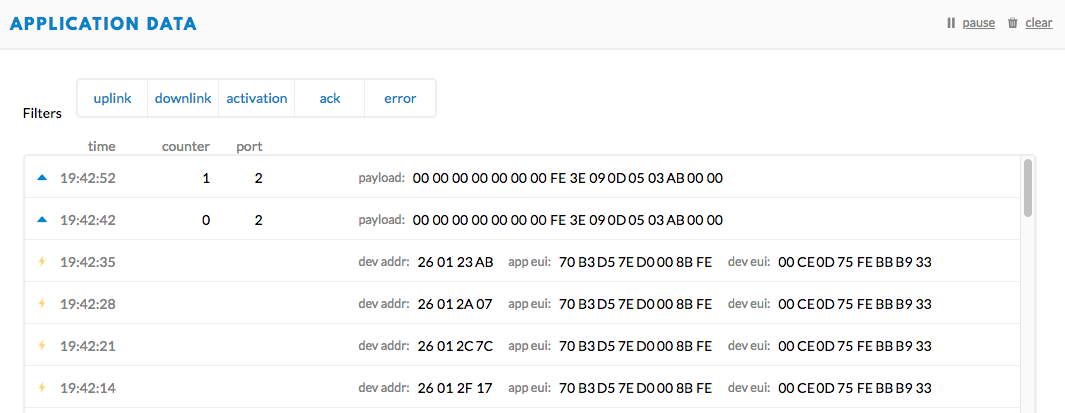 APPLICATION DATA pause clear
Filters uplink downlink activation ack error
time counter port
19:42:52 1 2 payload: 00 00 00 00 00 00 00 FE 3E 09 0D 05 03 AB 00 00
19:42:42 0 2 payload: 00 00 00 00 00 00 00 FE 3E 09 0D 05 03 AB 00 00
19:42:35 dev addr: 26 01 23 AB app eui: 70 B3 D5 7E D0 00 8B FE dev eui: 00 CE 0D 75 FE BB B9 33
19:42:28 dev addr: 26 01 2A 07 app eui: 70 B3 D5 7E D0 00 8B FE dev eui: 00 CE 0D 75 FE BB B9 33
19:42:21 dev addr: 26 01 2C 7C app eui: 70 B3 D5 7E D0 00 8B FE dev eui: 00 CE 0D 75 FE BB B9 33
19:42:14 dev addr: 26 01 2F 17 app eui: 70 B3 D5 7E D0 00 8B FE dev eui: 00 CE 0D 75 FE BB B9 33